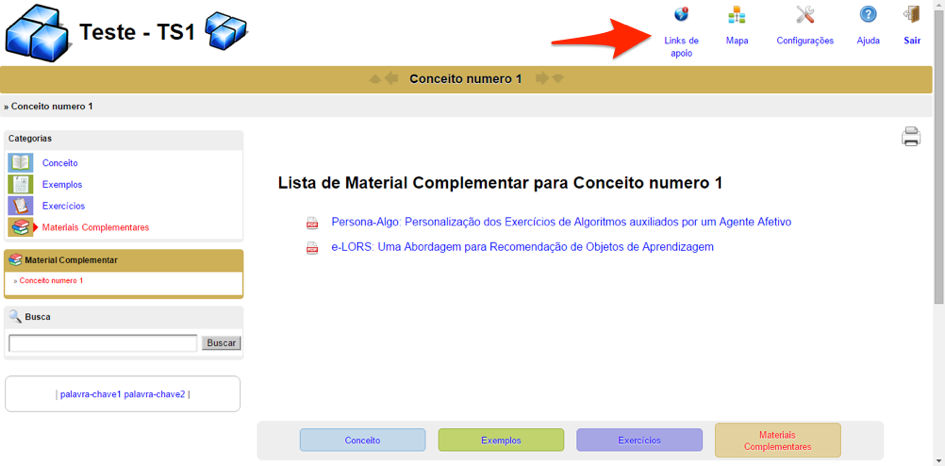 Teste - TS1
Links de
apoio
Mapa
Configurações
Ajuda
Sair
Conceito numero 1
» Conceito numero 1
Categorias
Conceito
Exemplos
Exercícios
Materiais Complementares
Material Complementar
» Conceito numero 1
Busca
Buscar
| palavra-chave1 palavra-chave2 |
Lista de Material Complementar para Conceito numero 1
Persona-Algo: Personalização dos Exercícios de Algoritmos auxiliados por um Agente Afetivo
e-LORS: Uma Abordagem para Recomendação de Objetos de Aprendizagem
Conceito
Exemplos
Exercícios
Materiais
Complementares